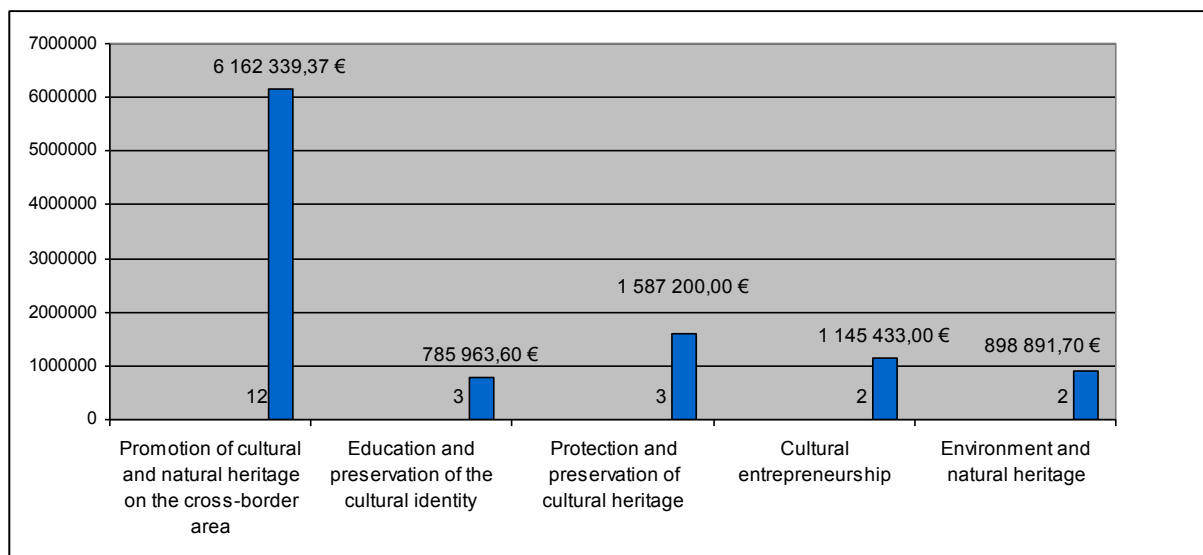 7000000
6 162 339,37 €
6000000
5000000
4000000
3000000
1 587 200,00 €
2000000
1 145 433,00 €
785 963,60 €
898 891,70 €
1000000
12
3
3
2
2
0
Promotion of cultural
and natural heritage
on the cross-border
area
Education and
preservation of the
cultural identity
Protection and
preservation of
cultural heritage
Cultural
entrepreneurship
Environment and
natural heritage